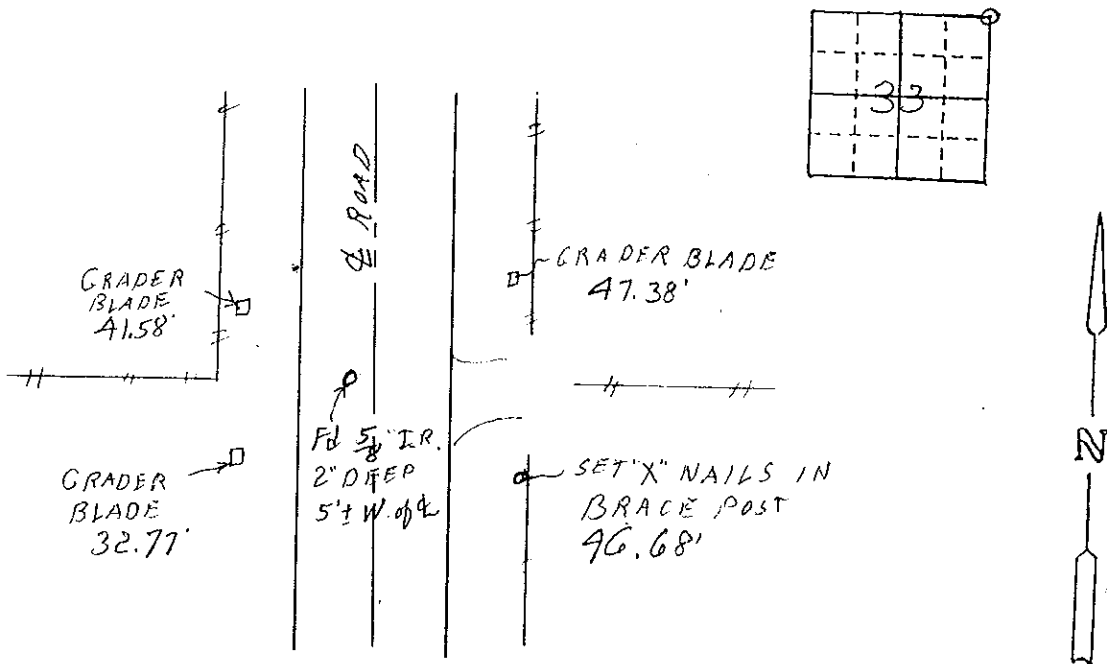 33
℄ ROAD
GRADER
BLADE
41.58'
GRADER BLADE
47.38'
Fd 5/8" I.R.
2" DEEP
5'± W. of ℄
GRADER
BLADE
32.77'
SET "X" NAILS IN
BRACE POST
46.68'
N